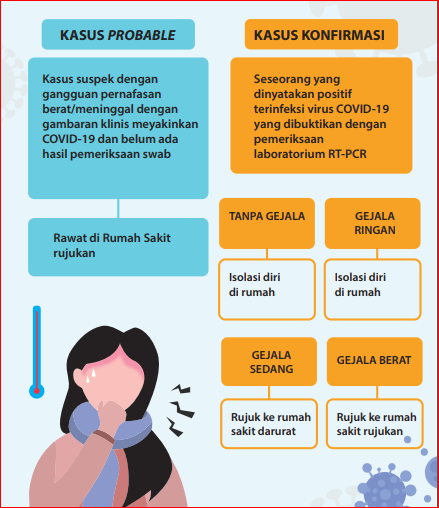 KASUS PROBABLE
Kasus suspek dengan
gangguan pernafasan
berat/meninggal dengan
gambaran klinis meyakinkan
COVID-19 dan belum ada
hasil pemeriksaan swab
Rawat di Rumah Sakit
rujukan
KASUS KONFIRMASI
Seseorang yang
dinyatakan positif
terinfeksi virus COVID-19
yang dibuktikan dengan
pemeriksaan
laboratorium RT-PCR
TANPA GEJALA
Isolasi diri
di rumah
GEJALA
RINGAN
Isolasi diri
di rumah
GEJALA
SEDANG
Rujuk ke rumah
sakit darurat
GEJALA BERAT
Rujuk ke rumah
sakit rujukan